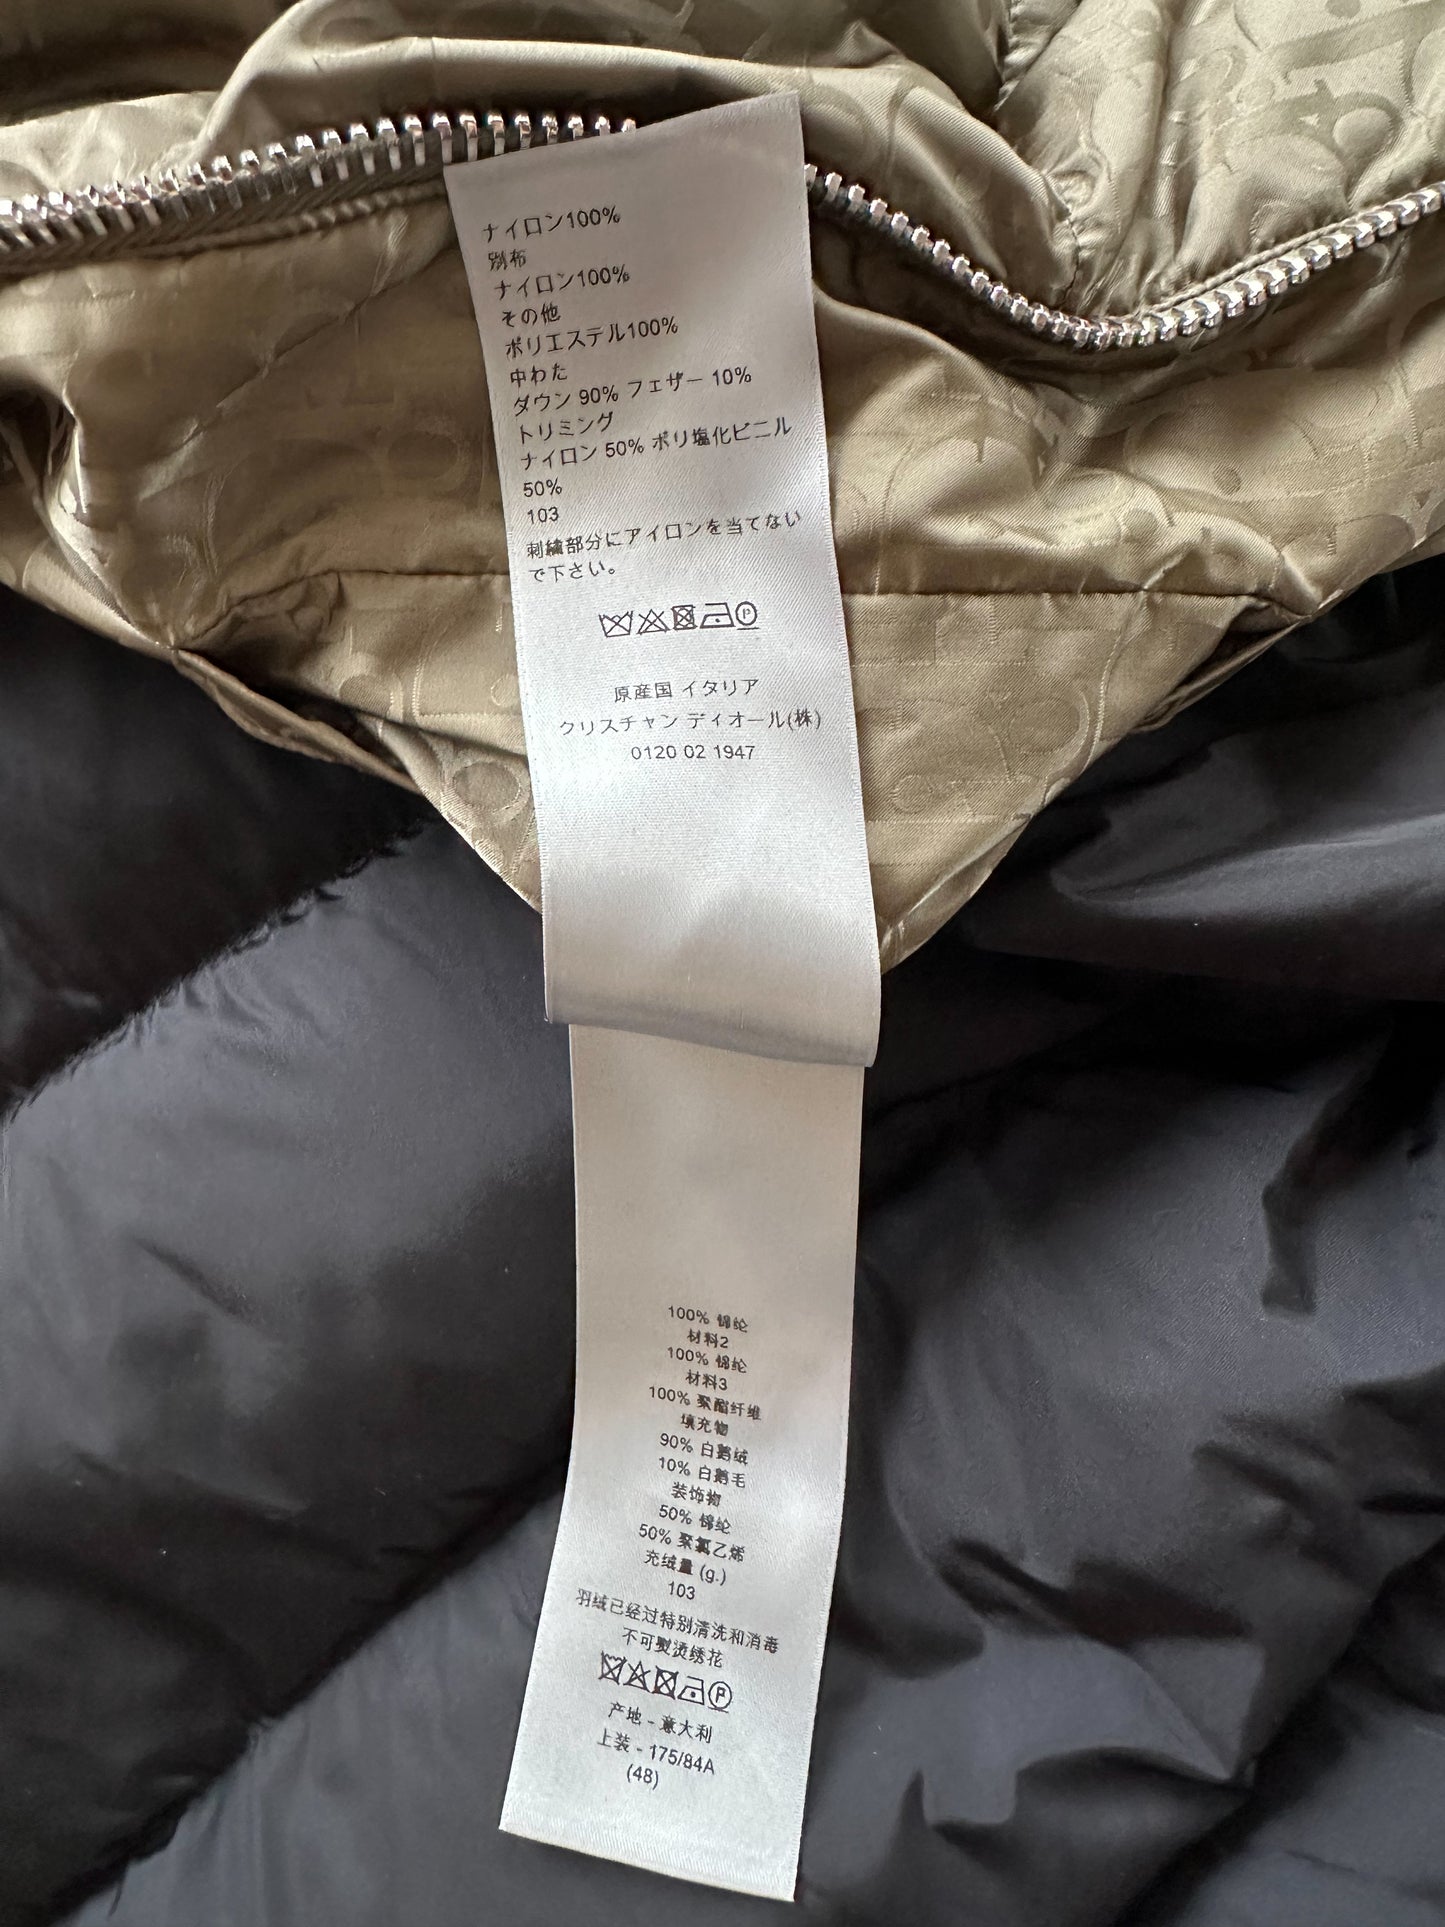 ナイロン100%
別布
ナイロン100%
その他
ポリエステル100%
中わた
ダウン 90% フェザー 10%
トリミング
ナイロン 50% ポリ塩化ビニル
50%
103
刺繍部分にアイロンを当てない
で下さい。
P
原産国 イタリア
クリスチャン ディオール(株)
0120 02 1947
100% 锦纶
材料2
100% 锦纶
材料3
100% 聚酯纤维
填充物
90% 白鹅绒
10% 白鹅毛
装饰物
50% 锦纶
50% 聚氯乙烯
充绒量 (g.)
103
羽绒已经过特别清洗和消毒
不可熨烫绣花
P
产地 - 意大利
上装 - 175/84A
(48)